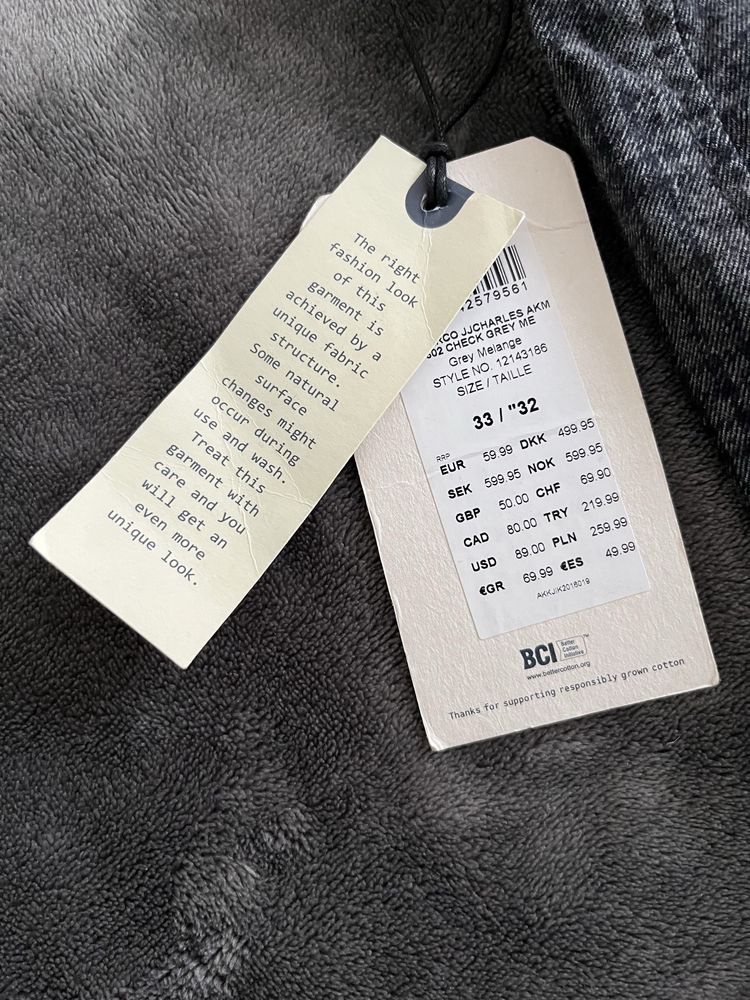 The right
fashion look
of this
garment is
achieved by a
unique fabric
structure.
Some natural
surface
changes might
occur during
use and wash.
Treat this
garment with
care and you
will get an
even more
unique look.
2579561
JJCHARLES AKM
CHECK GREY ME
Grey Melange
STYLE NO. 12143186
SIZE / TAILLE
33 / "32
RRP
EUR 59.99 DKK 499.95
SEK 599.95 NOK 599.95
GBP 50.00 CHF 69.90
CAD 80.00 TRY 219.99
USD 89.00 PLN 259.99
€GR 69.99 €ES 49.99
AKKJIK2016019
BCI Better Cotton Initiative™
www.bettercotton.org
Thanks for supporting responsibly grown cotton